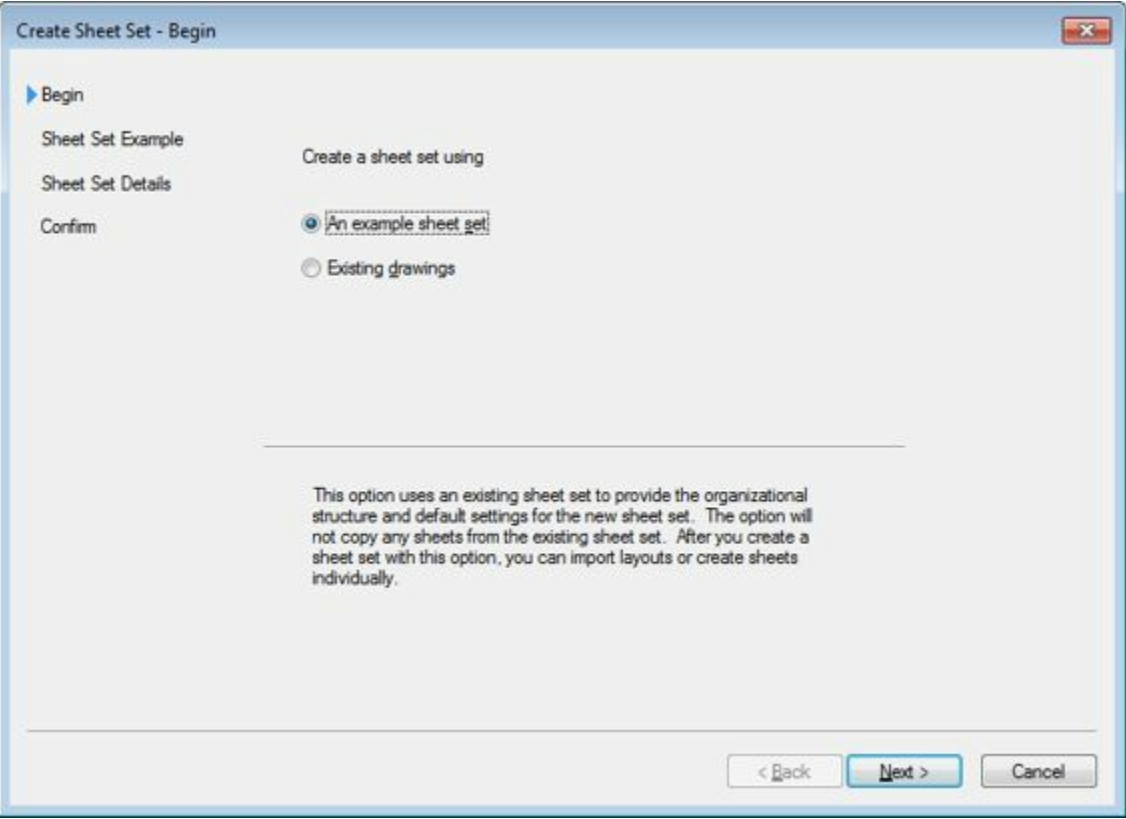 Create Sheet Set - Begin
Begin
Sheet Set Example
Sheet Set Details
Confirm
Create a sheet set using
An example sheet set
Existing drawings
This option uses an existing sheet set to provide the organizational
structure and default settings for the new sheet set. The option will
not copy any sheets from the existing sheet set. After you create a
sheet set with this option, you can import layouts or create sheets
individually.
< Back
Next >
Cancel